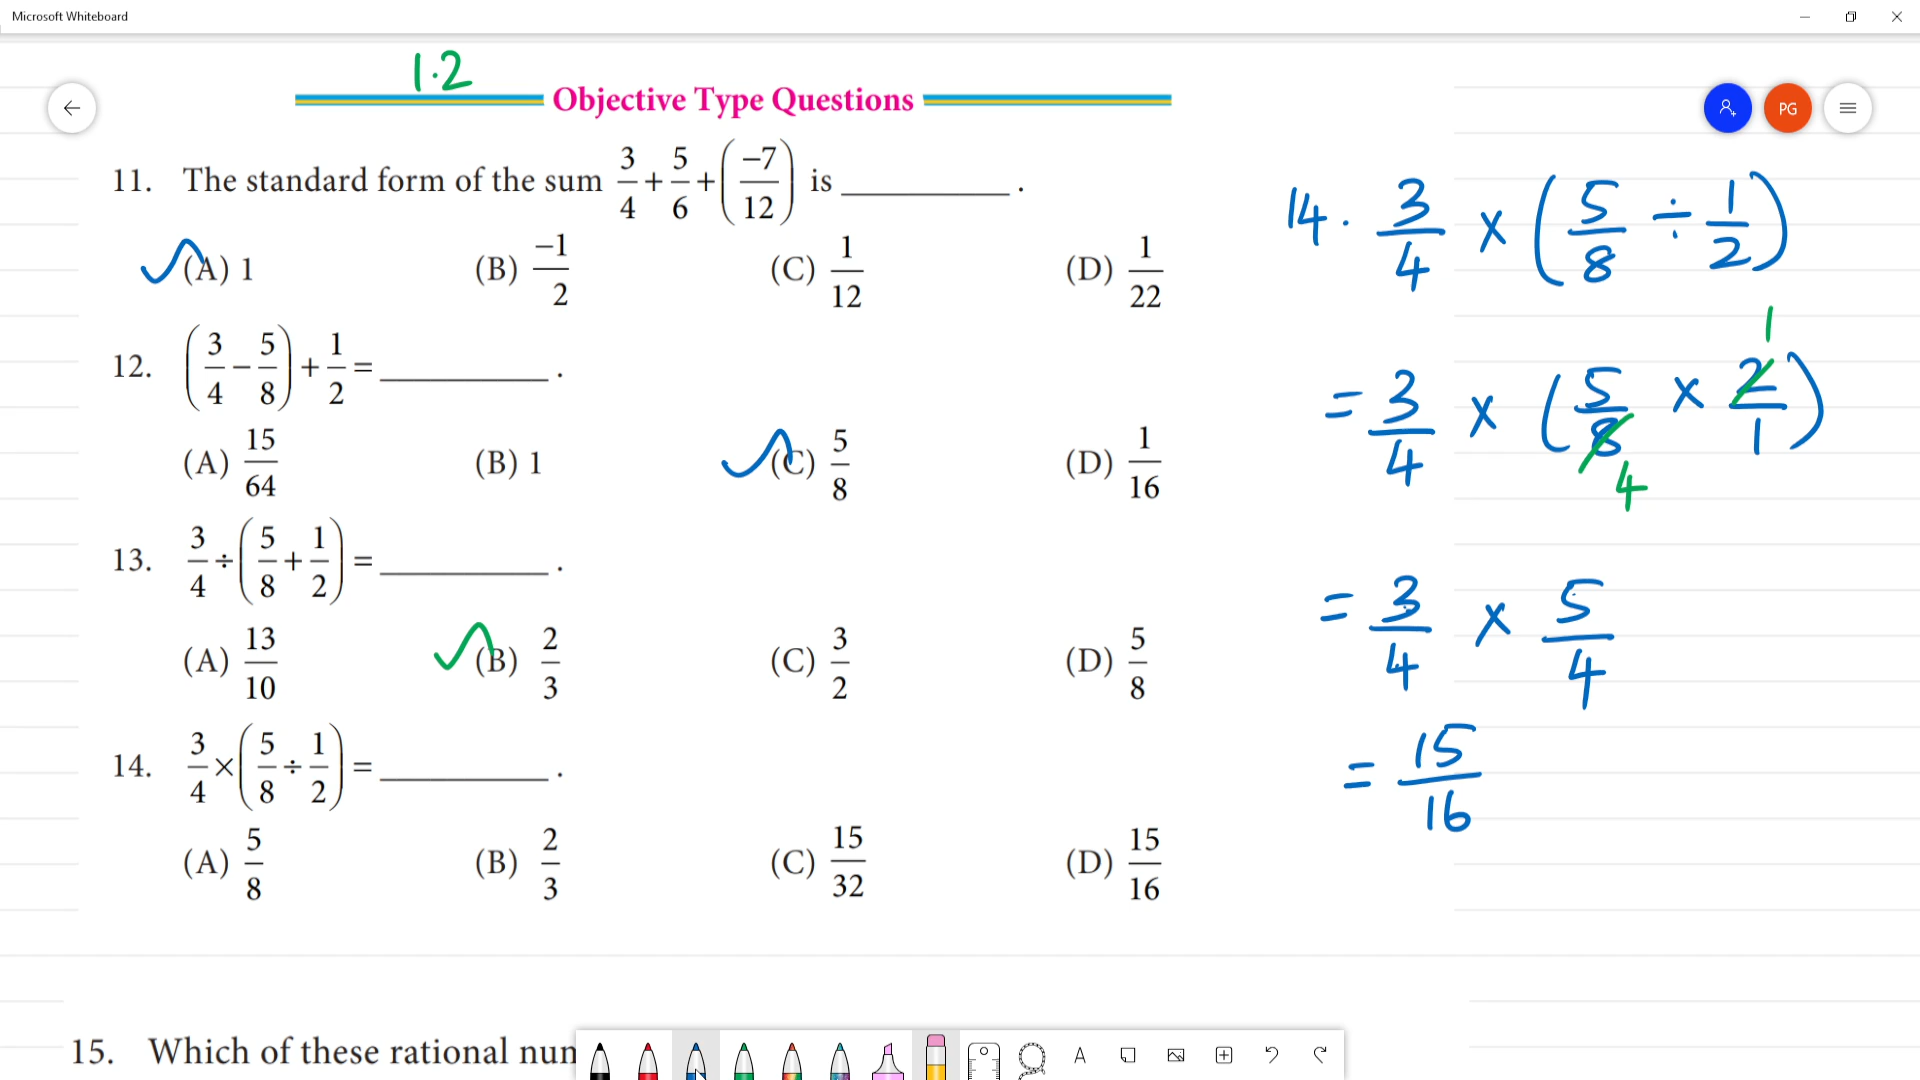 Microsoft Whiteboard
1.2
Objective Type Questions
PG
11. The standard form of the sum 3/4 + 5/6 + (-7/12) is ________ .
(A) 1 (B) -1/2 (C) 1/12 (D) 1/22
12. (3/4 − 5/8) + 1/2 = ________ .
(A) 15/64 (B) 1 (C) 5/8 (D) 1/16
13. 3/4 ÷ (5/8 + 1/2) = ________ .
(A) 13/10 (B) 2/3 (C) 3/2 (D) 5/8
14. 3/4 × (5/8 ÷ 1/2) = ________ .
(A) 5/8 (B) 2/3 (C) 15/32 (D) 15/16
15. Which of these rational
14. 3/4 × (5/8 ÷ 1/2)
1
= 3/4 × (5/8 × 2/1)
4
= 3/4 × 5/4
= 15/16
A